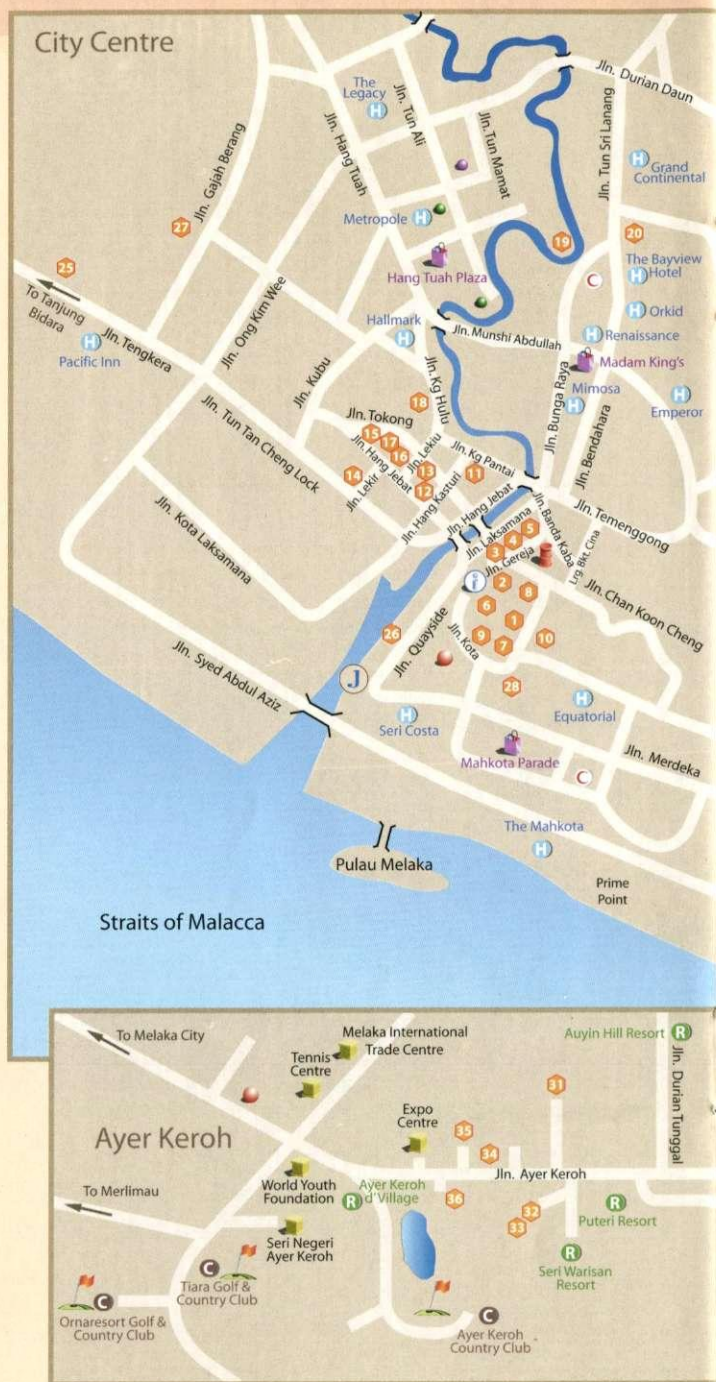 City Centre
The
Legacy
H
Jln. Tun Ali
Jln. Hang Tuah
Jln. Tun Mamat
Jln. Durian Daun
Jln. Tun Sri Lanang
H
Grand
Continental
Jln. Gajah Berang
27
Metropole
H
19
20
25
To Tanjung
Bidara
Jln. Ong Kim Wee
Hang Tuah Plaza
C
The Bayview
H
Hotel
H
Orkid
H
Pacific Inn
Jln. Tengkera
Hallmark
H
Jln. Munshi Abdullah
H
Renaissance
Madam King's
Jln. Kubu
Jln. Kg Hulu
Jln. Bunga Raya
Mimosa
H
Jln. Bendahara
H
Emperor
18
Jln. Tokong
15
17
16
Jln. Lekiu
13
12
11
Jln. Kg Pantai
Jln. Tun Tan Cheng Lock
Jln. Hang Jebat
14
Jln. Lekir
Jln. Hang Kasturi
Jln. Hang Jebat
Jln. Temenggong
Jln. Laksamana
5
4
3
Jln. Banda Kaba
Lrg. Bkt. Cina
Jln. Gereja
Jln. Kota Laksamana
i
2
8
Jln. Chan Koon Cheng
6
1
26
Jln. Quayside
Jln. Kota
9
7
10
Jln. Syed Abdul Aziz
J
28
H
Seri Costa
H
Equatorial
Mahkota Parade
Jln. Merdeka
C
The Mahkota
H
Pulau Melaka
Prime
Point
Straits of Malacca
To Melaka City
Melaka International
Trade Centre
Auyin Hill Resort
R
Tennis
Centre
Jln. Durian Tunggal
31
Ayer Keroh
Expo
Centre
35
34
Jln. Ayer Keroh
To Merlimau
World Youth
Foundation
R
Ayer Keroh
d'Village
36
32
33
R
Puteri Resort
Seri Negeri
Ayer Keroh
R
Seri Warisan
Resort
C
Tiara Golf &
Country Club
C
Ornaresort Golf &
Country Club
C
Ayer Keroh
Country Club